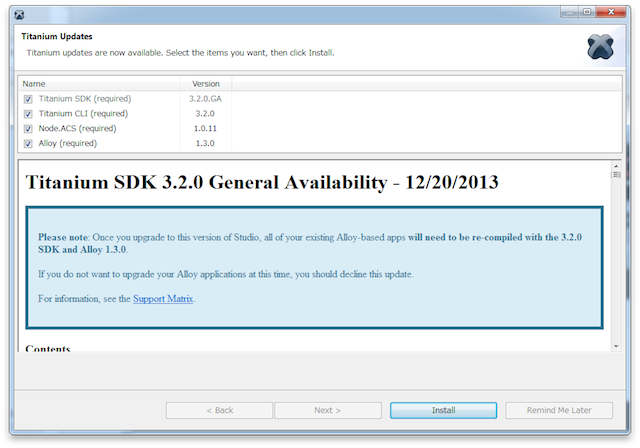 Titanium Updates
Titanium updates are now available. Select the items you want, then click Install.
Name Version
Titanium SDK (required) 3.2.0.GA
Titanium CLI (required) 3.2.0
Node.ACS (required) 1.0.11
Alloy (required) 1.3.0
Titanium SDK 3.2.0 General Availability - 12/20/2013
Please note: Once you upgrade to this version of Studio, all of your existing Alloy-based apps will need to be re-compiled with the 3.2.0
SDK and Alloy 1.3.0.
If you do not want to upgrade your Alloy applications at this time, you should decline this update.
For information, see the Support Matrix.
Contents
< Back Next > Install Remind Me Later